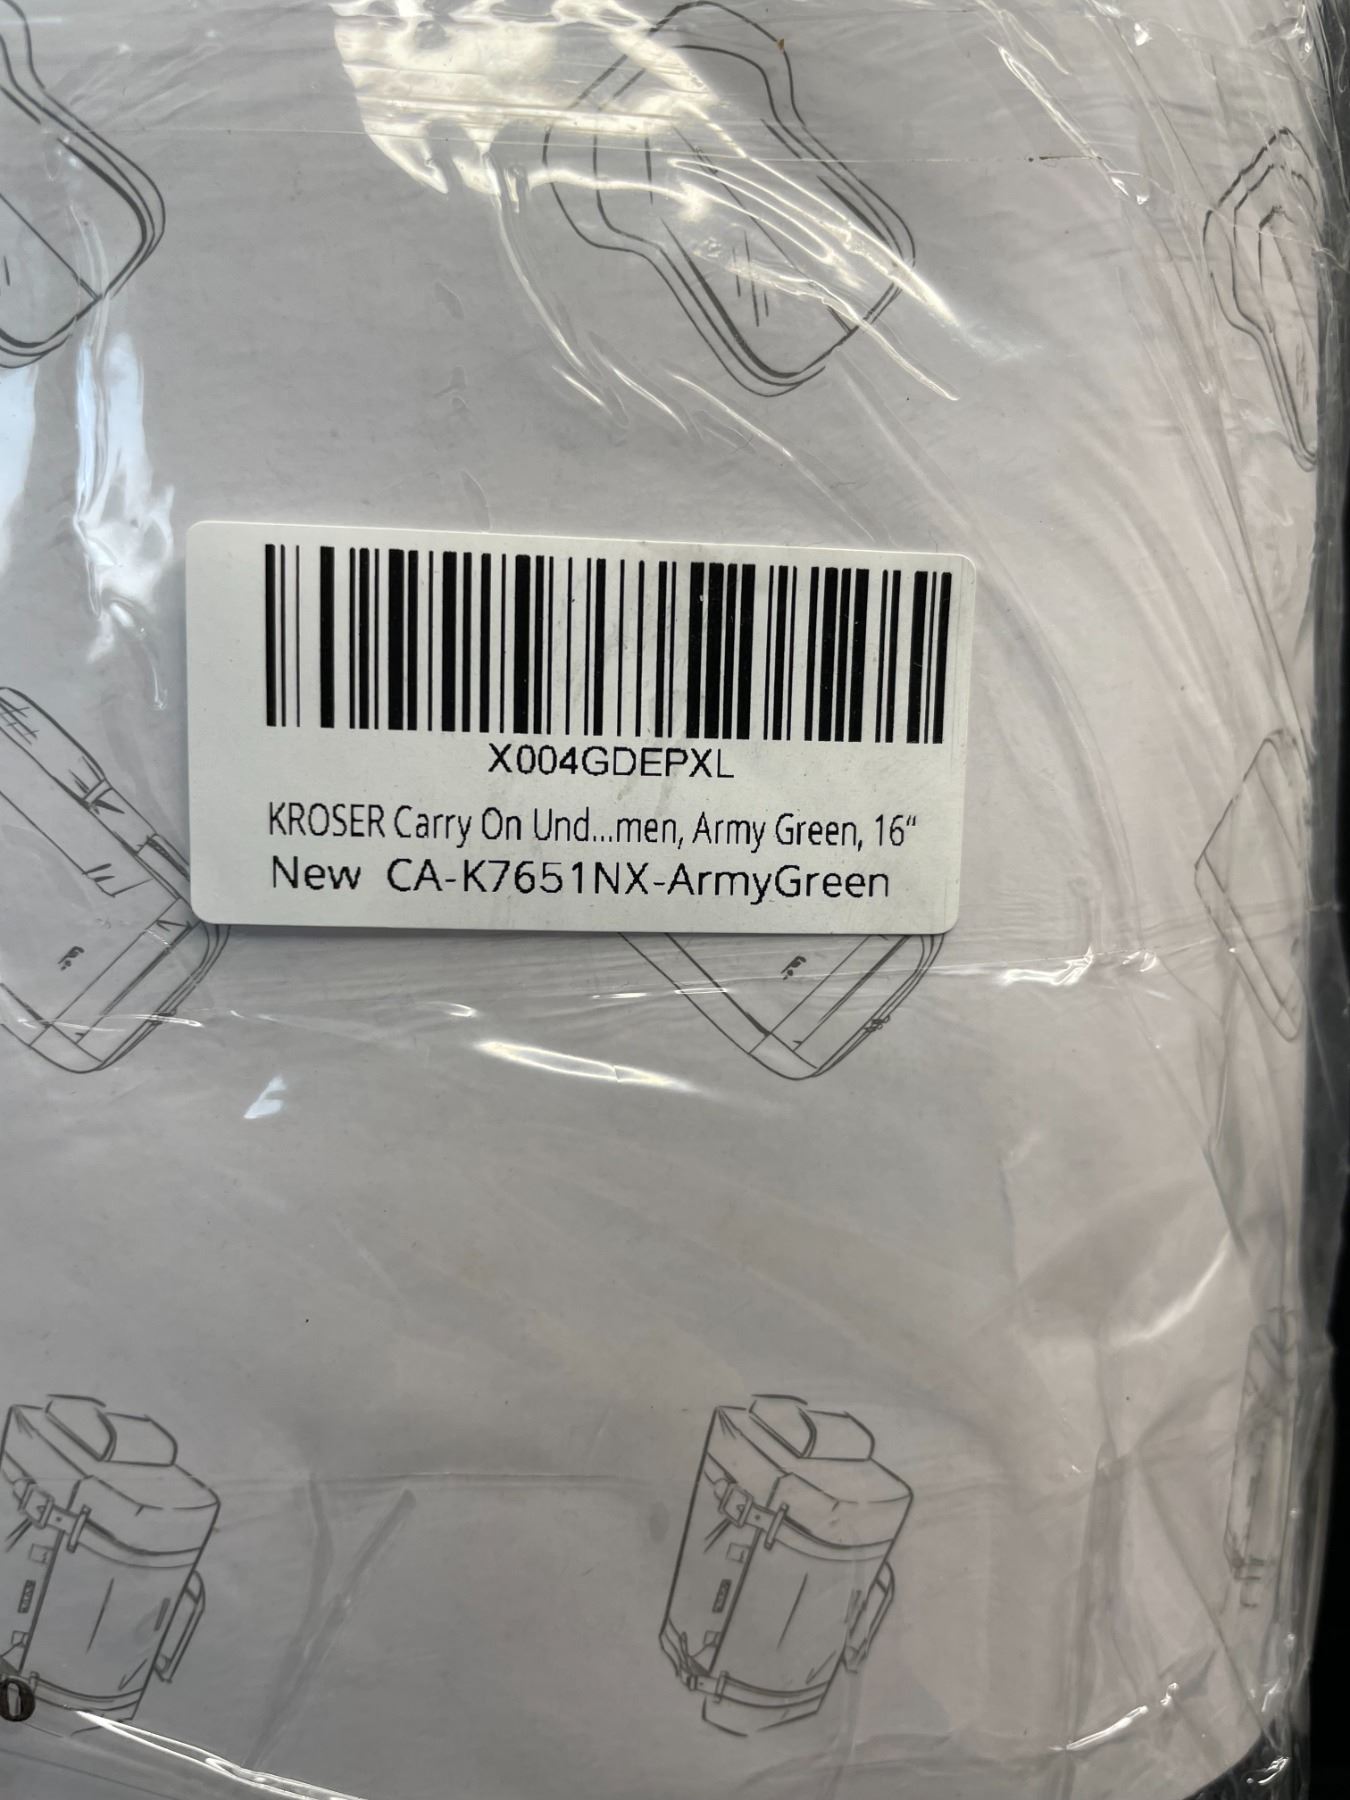 X004GDEPXL
KROSER Carry On Und...men, Army Green, 16“
New CA-K7651NX-ArmyGreen